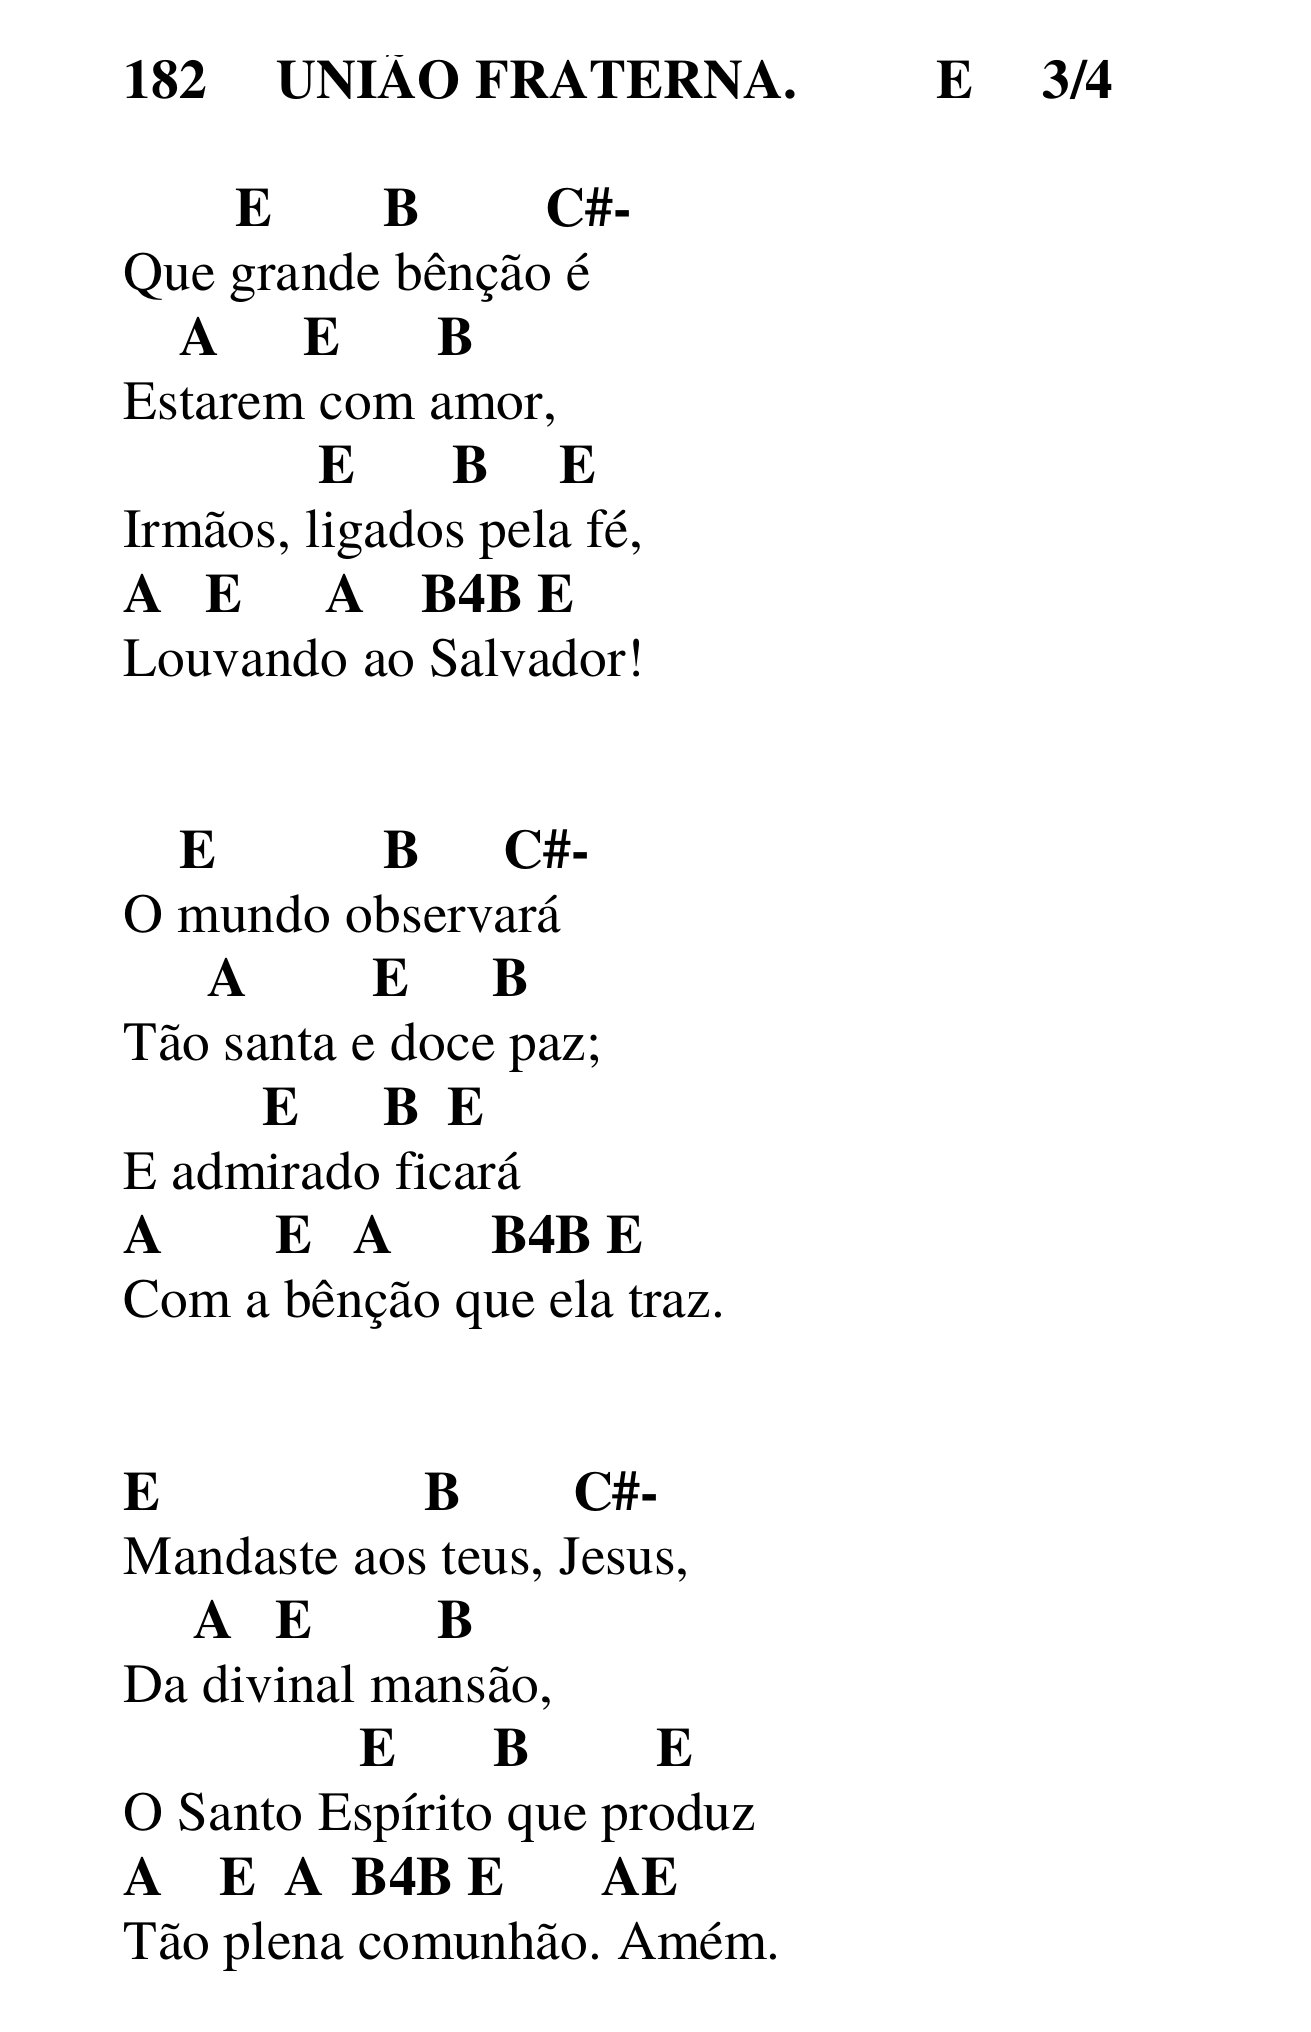 182 UNIÃO FRATERNA. E 3/4
E B C#-
Que grande bênção é
A E B
Estarem com amor,
E B E
Irmãos, ligados pela fé,
A E A B4B E
Louvando ao Salvador!
E B C#-
O mundo observará
A E B
Tão santa e doce paz;
E B E
E admirado ficará
A E A B4B E
Com a bênção que ela traz.
E B C#-
Mandaste aos teus, Jesus,
A E B
Da divinal mansão,
E B E
O Santo Espírito que produz
A E A B4B E AE
Tão plena comunhão. Amém.